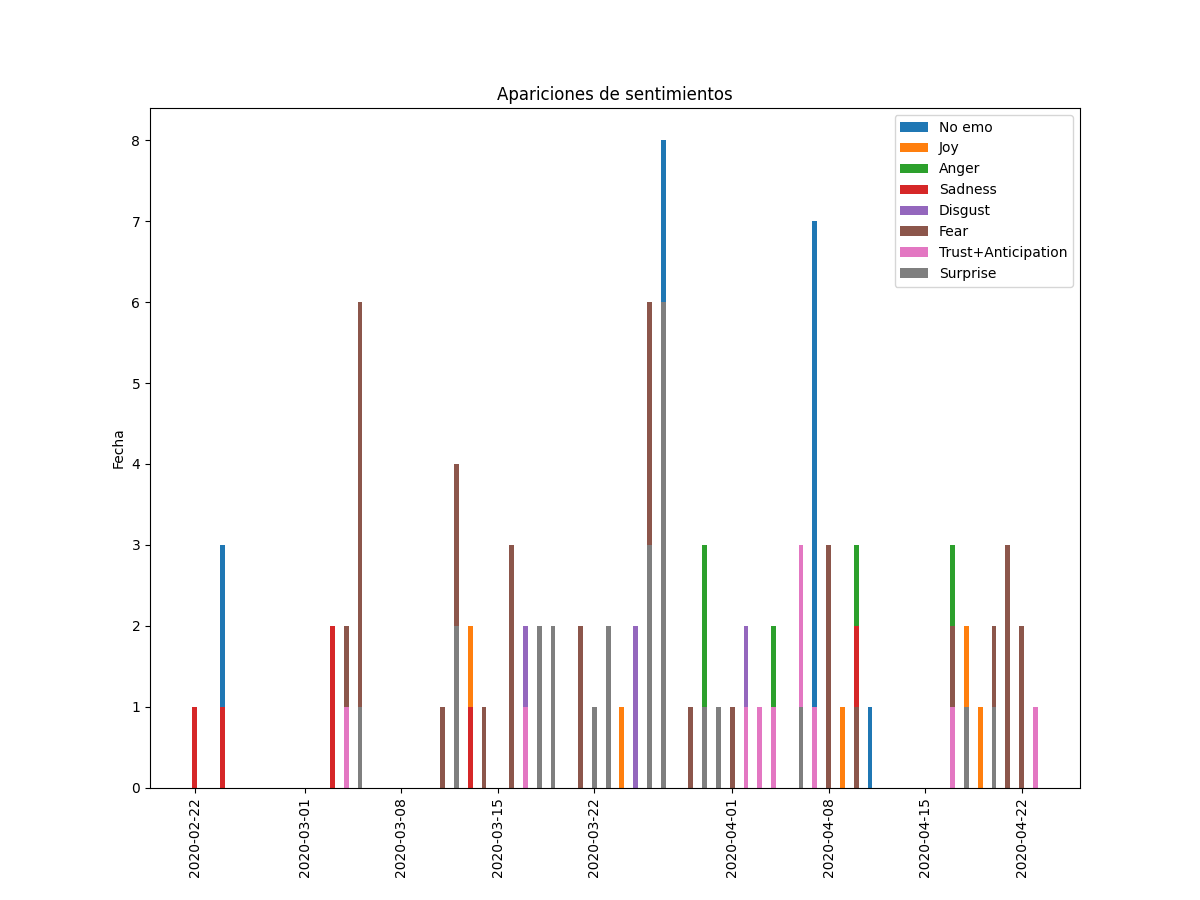 Apariciones de sentimientos
No emo
Joy
Anger
Sadness
Disgust
Fear
Trust+Anticipation
Surprise
Fecha
8
7
6
5
4
3
2
1
0
2020-02-22
2020-03-01
2020-03-08
2020-03-15
2020-03-22
2020-04-01
2020-04-08
2020-04-15
2020-04-22